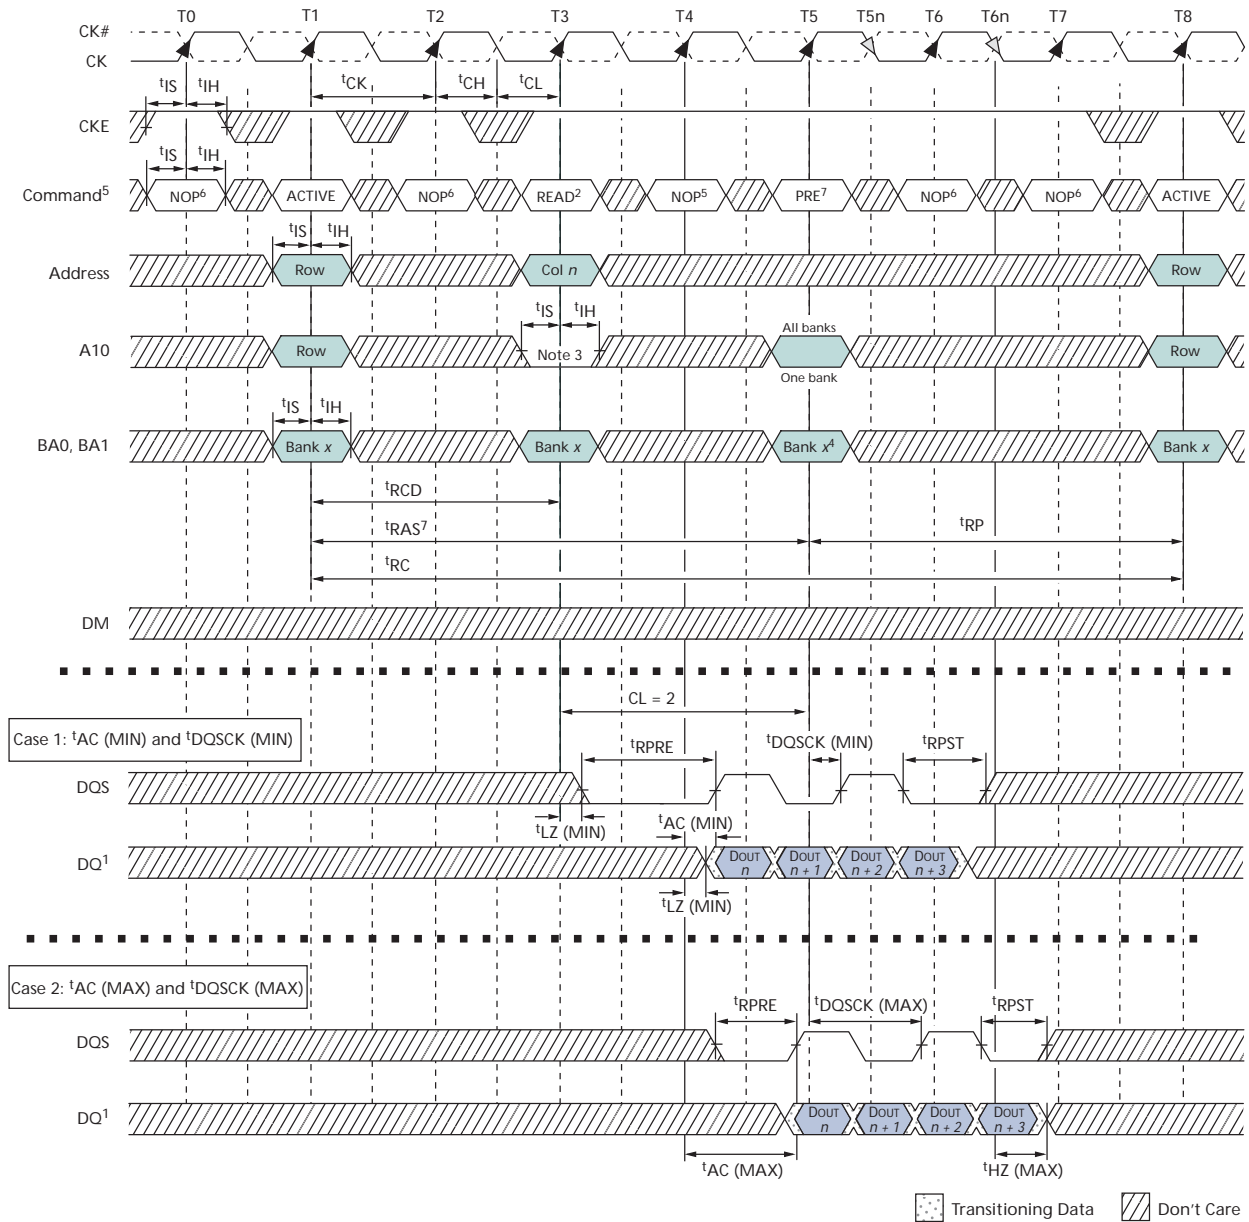 T0 T1 T2 T3 T4 T5 T5n T6 T6n T7 T8
CK#
CK
tCK tCH tCL
tIS tIH
CKE
tIS tIH
Command5 NOP6 ACTIVE NOP6 READ2 NOP5 PRE7 NOP6 NOP6 ACTIVE
tIS tIH
Address Row Col n Row
tIS tIH
All banks
A10 Row Note 3 Row
One bank
tIS tIH
BA0, BA1 Bank x Bank x Bank x4 Bank x
tRCD
tRAS7 tRP
tRC
DM
CL = 2
Case 1: tAC (MIN) and tDQSCK (MIN)
tRPRE tDQSCK (MIN) tRPST
DQS
tLZ (MIN) tAC (MIN)
DQ1 DOUT n DOUT n + 1 DOUT n + 2 DOUT n + 3
tLZ (MIN)
Case 2: tAC (MAX) and tDQSCK (MAX)
tRPRE tDQSCK (MAX) tRPST
DQS
DQ1 DOUT n DOUT n + 1 DOUT n + 2 DOUT n + 3
tAC (MAX) tHZ (MAX)
Transitioning Data Don't Care